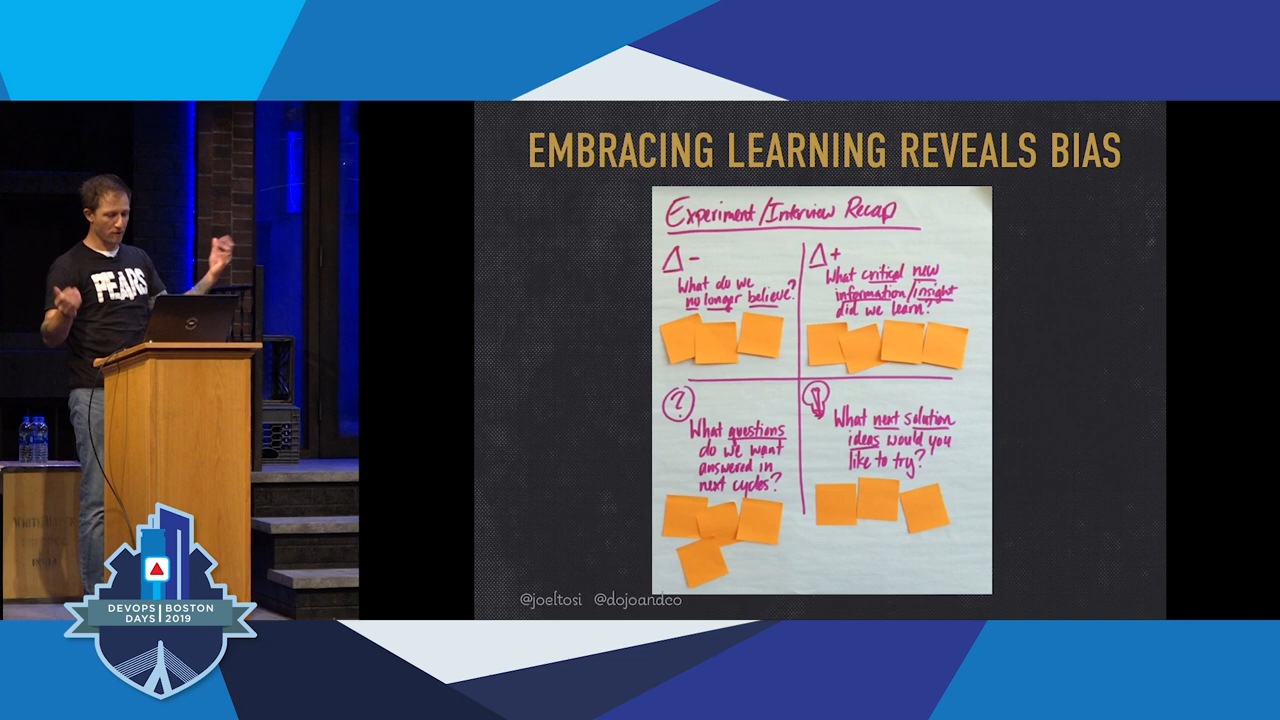 EMBRACING LEARNING REVEALS BIAS
Experiment/Interview Recap
Δ -
What do we
no longer believe?
Δ+
What critical new
information/insight
did we learn?
?
What questions
do we want
answered in
next cycles?
What next solution
ideas would you
like to try?
@joeltosi @dojoandco
PEARS
DEVOPS BOSTON
DAYS 2019